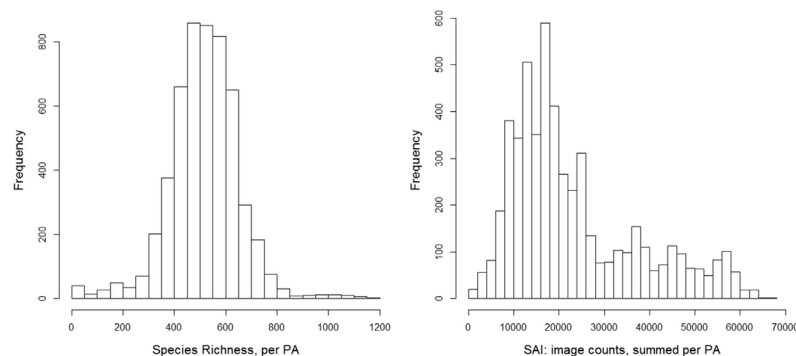 Frequency
0 200 400 600 800
0 200 400 600 800 1000 1200
Species Richness, per PA
Frequency
0 100 200 300 400 500 600
0 10000 20000 30000 40000 50000 60000 70000
SAI: image counts, summed per PA